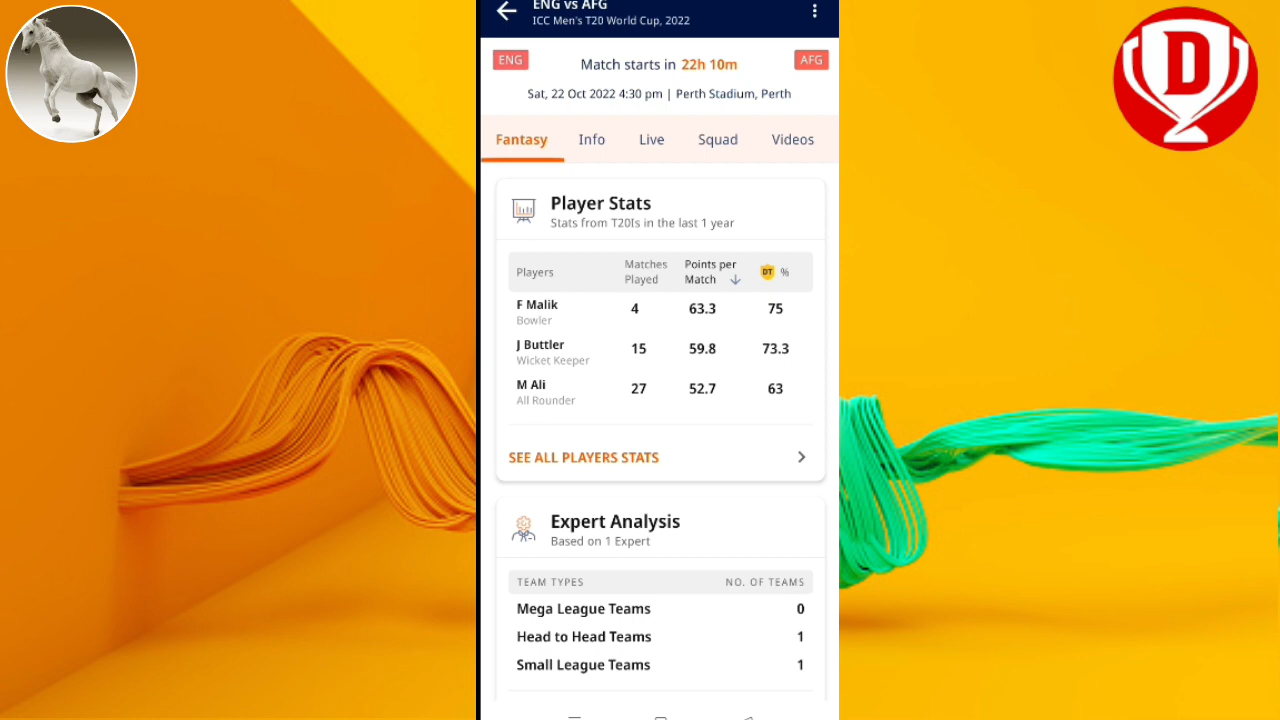 ENG vs AFG
ICC Men's T20 World Cup, 2022
ENG
Match starts in 22h 10m
AFG
Sat, 22 Oct 2022 4:30 pm | Perth Stadium, Perth
Fantasy Info Live Squad Videos
Player Stats
Stats from T20Is in the last 1 year
Players Matches Played Points per Match DT %
F Malik 4 63.3 75
Bowler
J Buttler 15 59.8 73.3
Wicket Keeper
M Ali 27 52.7 63
All Rounder
SEE ALL PLAYERS STATS
Expert Analysis
Based on 1 Expert
TEAM TYPES NO. OF TEAMS
Mega League Teams 0
Head to Head Teams 1
Small League Teams 1
D